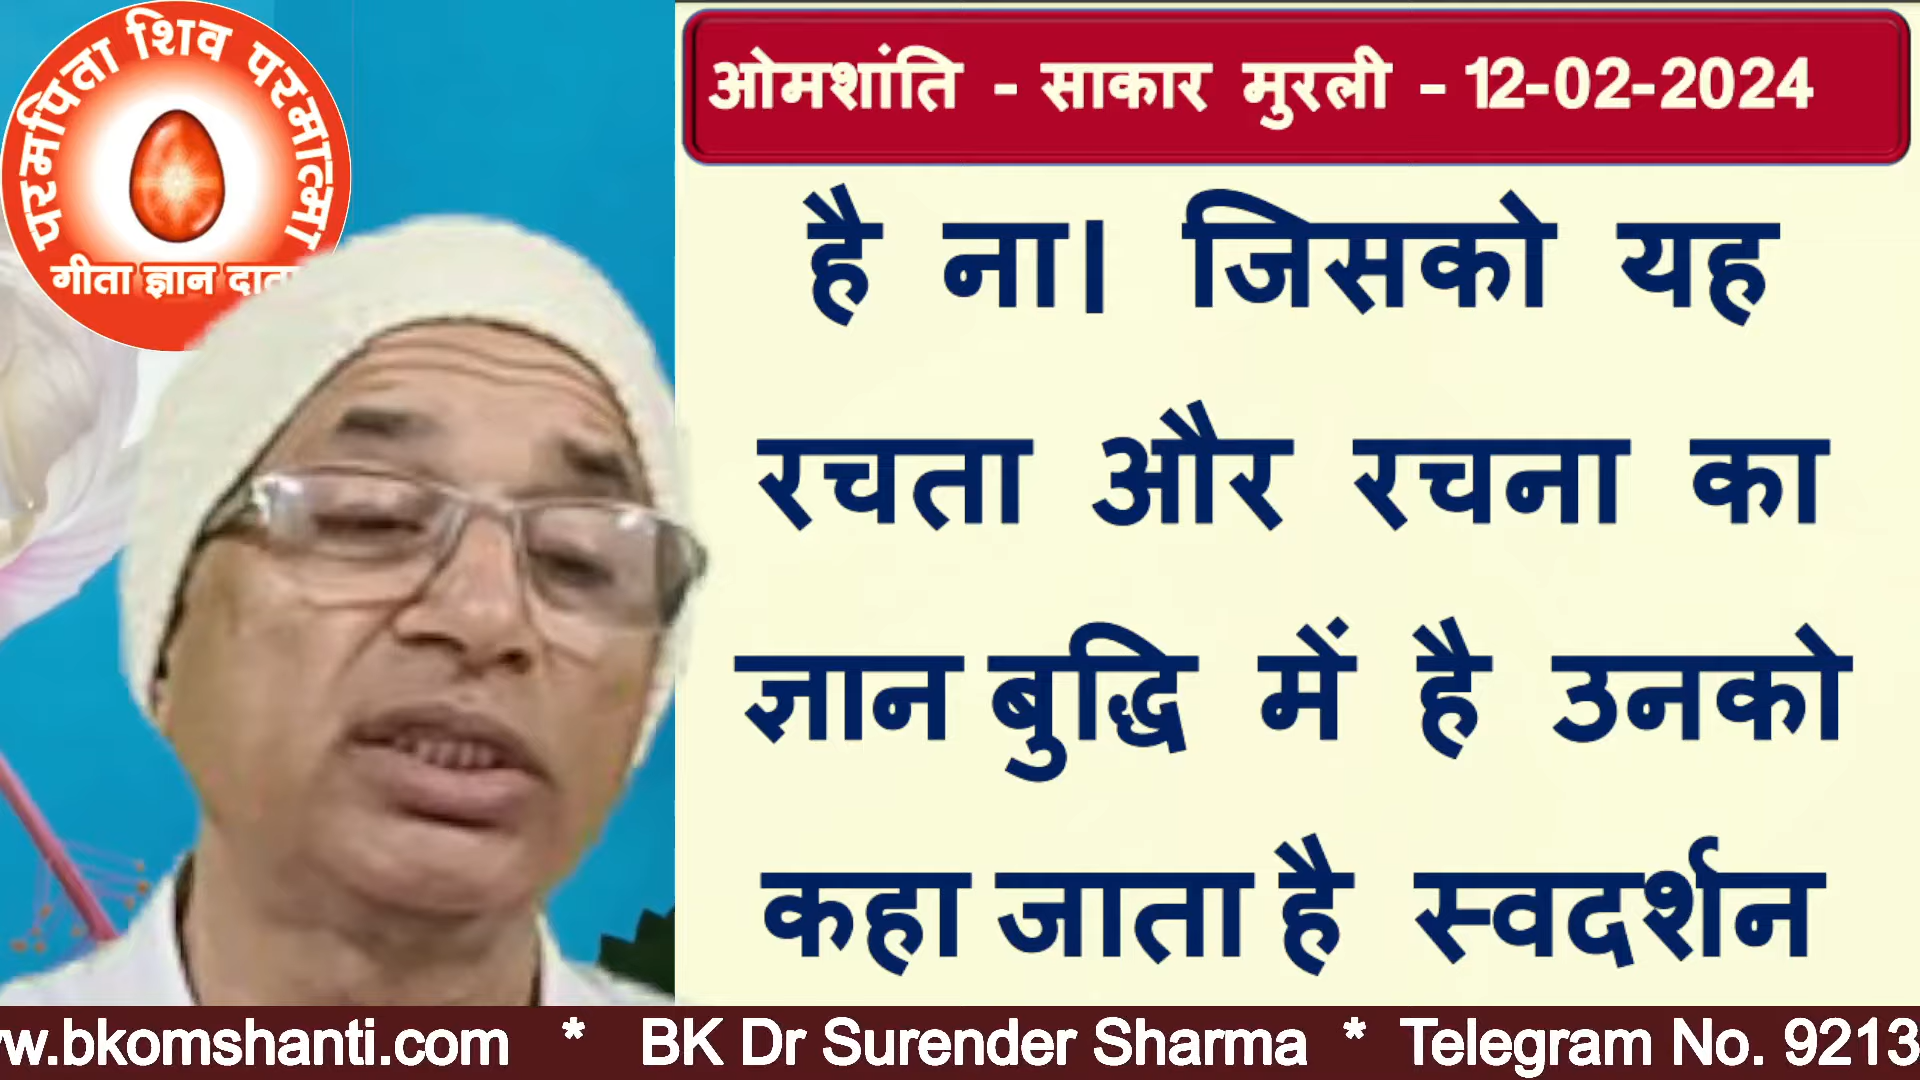 परमपिता शिव परमात्मा
गीता ज्ञान
ओमशांति - साकार मुरली - 12-02-2024
है ना। जिसको यह
रचता और रचना का
ज्ञान बुद्धि में है उनको
कहा जाता है स्वदर्शन
w.bkomshanti.com * BK Dr Surender Sharma * Telegram No. 9213